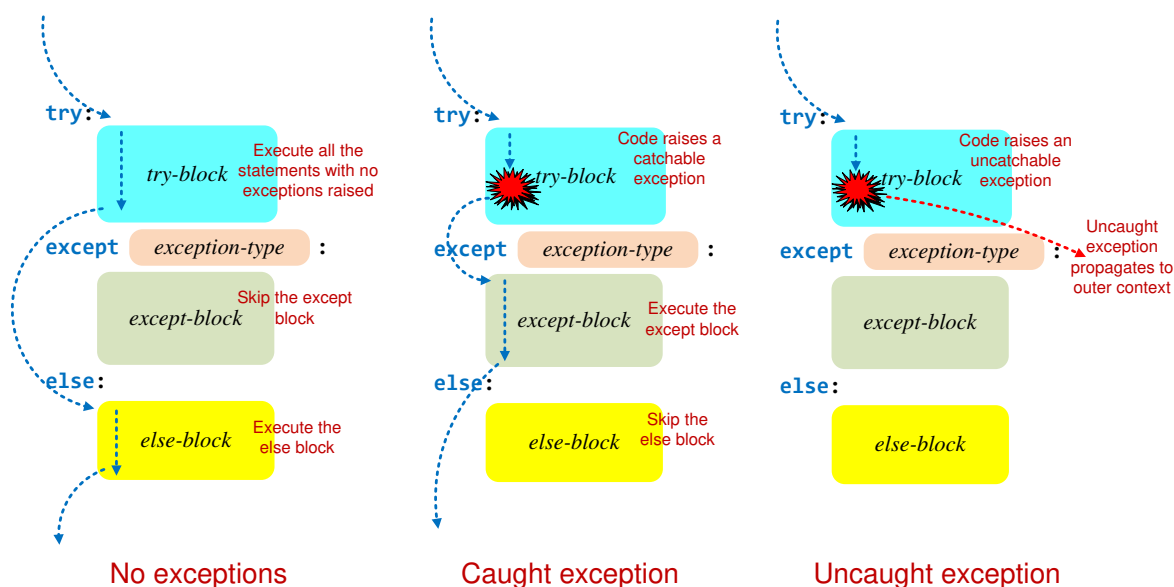 try:
try-block
Execute all the
statements with no
exceptions raised
except exception-type :
except-block
Skip the except
block
else:
else-block
Execute the
else block
No exceptions
try:
try-block
Code raises a
catchable
exception
except exception-type :
except-block
Execute the
except block
else:
else-block
Skip the
else block
Caught exception
try:
try-block
Code raises an
uncatchable
exception
except exception-type :
Uncaught
exception
propagates to
outer context
except-block
else:
else-block
Uncaught exception